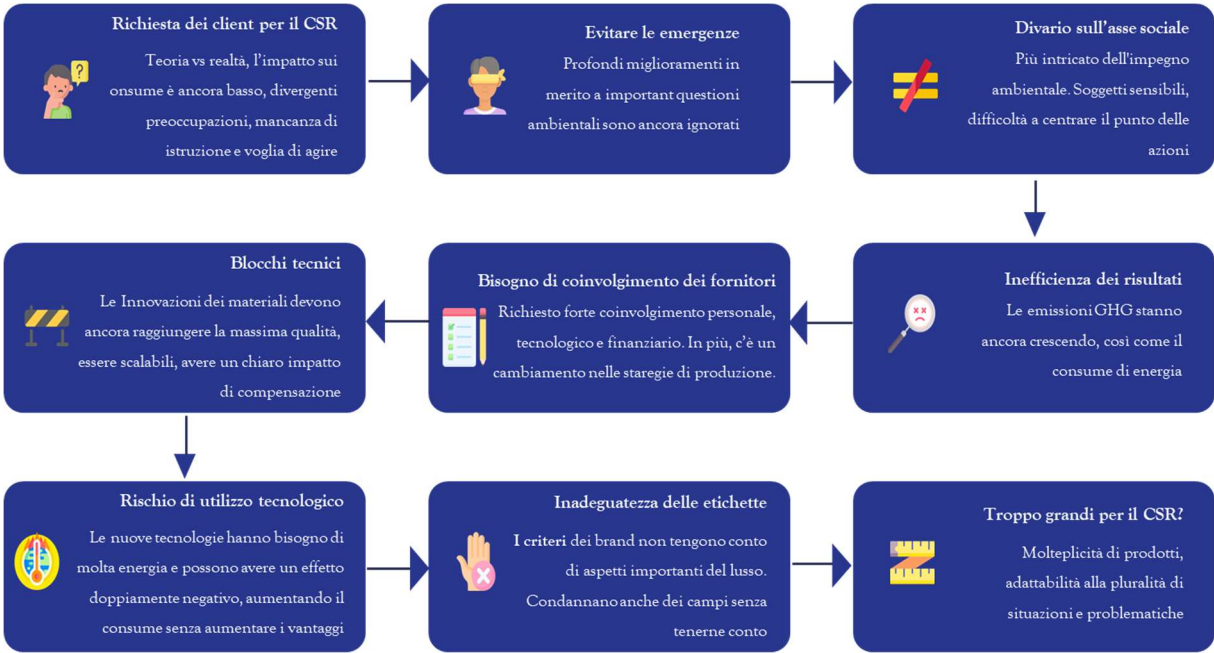 Richiesta dei client per il CSR
Teoria vs realtà, l'impatto sui
onsume è ancora basso, divergenti
preoccupazioni, mancanza di
istruzione e voglia di agire
Evitare le emergenze
Profondi miglioramenti in
merito a important questioni
ambientali sono ancora ignorati
Divario sull'asse sociale
Più intricato dell'impegno
ambientale. Soggetti sensibili,
difficoltà a centrare il punto delle
azioni
Inefficienza dei risultati
Le emissioni GHG stanno
ancora crescendo, così come il
consume di energia
Bisogno di coinvolgimento dei fornitori
Richiesto forte coinvolgimento personale,
tecnologico e finanziario. In più, c'è un
cambiamento nelle staregie di produzione.
Blocchi tecnici
Le Innovazioni dei materiali devono
ancora raggiungere la massima qualità,
essere scalabili, avere un chiaro impatto
di compensazione
Rischio di utilizzo tecnologico
Le nuove tecnologie hanno bisogno di
molta energia e possono avere un effetto
doppiamente negativo, aumentando il
consume senza aumentare i vantaggi
Inadeguatezza delle etichette
I criteri dei brand non tengono conto
di aspetti importanti del lusso.
Condannano anche dei campi senza
tenerne conto
Troppo grandi per il CSR?
Molteplicità di prodotti,
adattabilità alla pluralità di
situazioni e problematiche